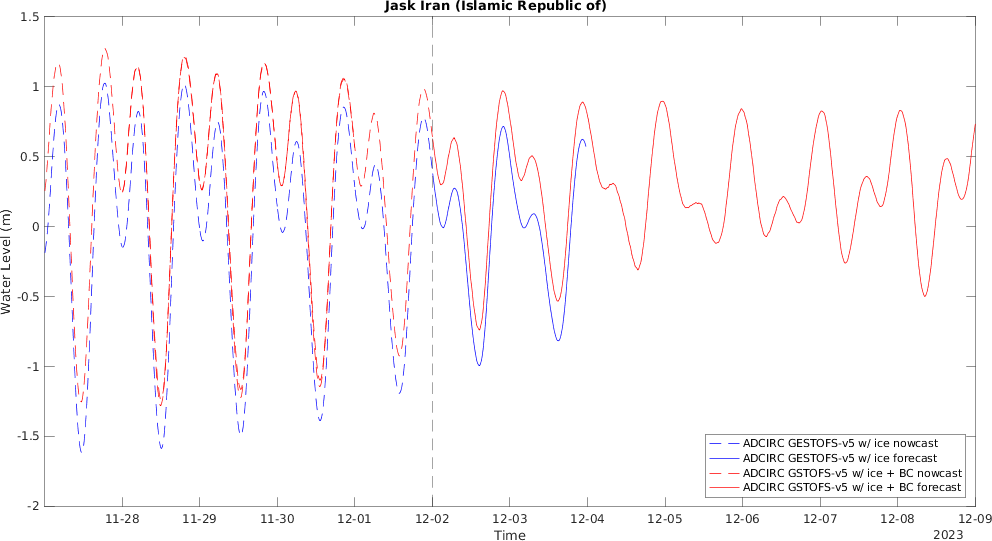 Jask Iran (Islamic Republic of)
1.5
1
0.5
0
-0.5
-1
-1.5
-2
Water Level (m)
11-28 11-29 11-30 12-01 12-02 12-03 12-04 12-05 12-06 12-07 12-08 12-09
Time
2023
ADCIRC GESTOFS-v5 w/ ice nowcast
ADCIRC GESTOFS-v5 w/ ice forecast
ADCIRC GSTOFS-v5 w/ ice + BC nowcast
ADCIRC GSTOFS-v5 w/ ice + BC forecast